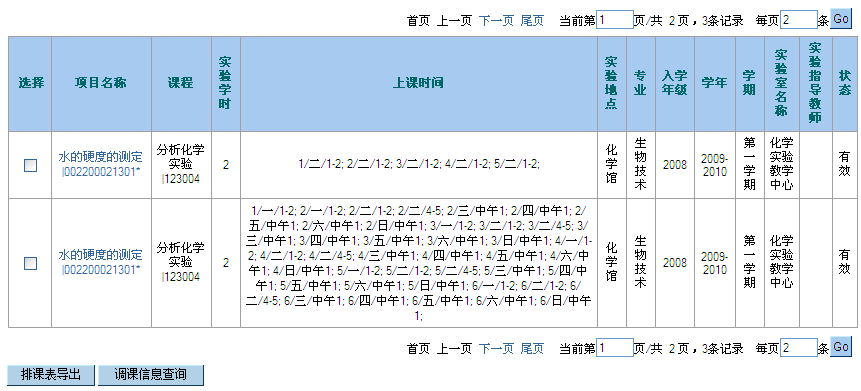 首页 上一页 下一页 尾页 当前第1页/共 2 页，3条记录 每页2条 Go
选择 项目名称 课程 实验学时 上课时间 实验地点 专业 入学年级 学年 学期 实验室名称 实验指导教师 状态
水的硬度的测定
|002200021301*
分析化学
实验
|123004
2
1/二/1-2; 2/二/1-2; 3/二/1-2; 4/二/1-2; 5/二/1-2;
化学馆
生物技术
2008
2009-
2010
第一学期
化学
实验
教学
中心
有效
水的硬度的测定
|002200021301*
分析化学
实验
|123004
2
1/一/1-2; 2/一/1-2; 2/二/1-2; 2/二/4-5; 2/三/中午1; 2/四/中午1; 2/
五/中午1; 2/六/中午1; 2/日/中午1; 3/一/1-2; 3/二/1-2; 3/二/4-5; 3/
三/中午1; 3/四/中午1; 3/五/中午1; 3/六/中午1; 3/日/中午1; 4/一/1-
2; 4/二/1-2; 4/二/4-5; 4/三/中午1; 4/四/中午1; 4/五/中午1; 4/六/中
午1; 4/日/中午1; 5/一/1-2; 5/二/1-2; 5/二/4-5; 5/三/中午1; 5/四/中
午1; 5/五/中午1; 5/六/中午1; 5/日/中午1; 6/一/1-2; 6/二/1-2; 6/
二/4-5; 6/三/中午1; 6/四/中午1; 6/五/中午1; 6/六/中午1; 6/日/中午
1;
化学馆
生物技术
2008
2009-
2010
第一学期
化学
实验
教学
中心
有效
首页 上一页 下一页 尾页 当前第1页/共 2 页，3条记录 每页2条 Go
排课表导出 调课信息查询